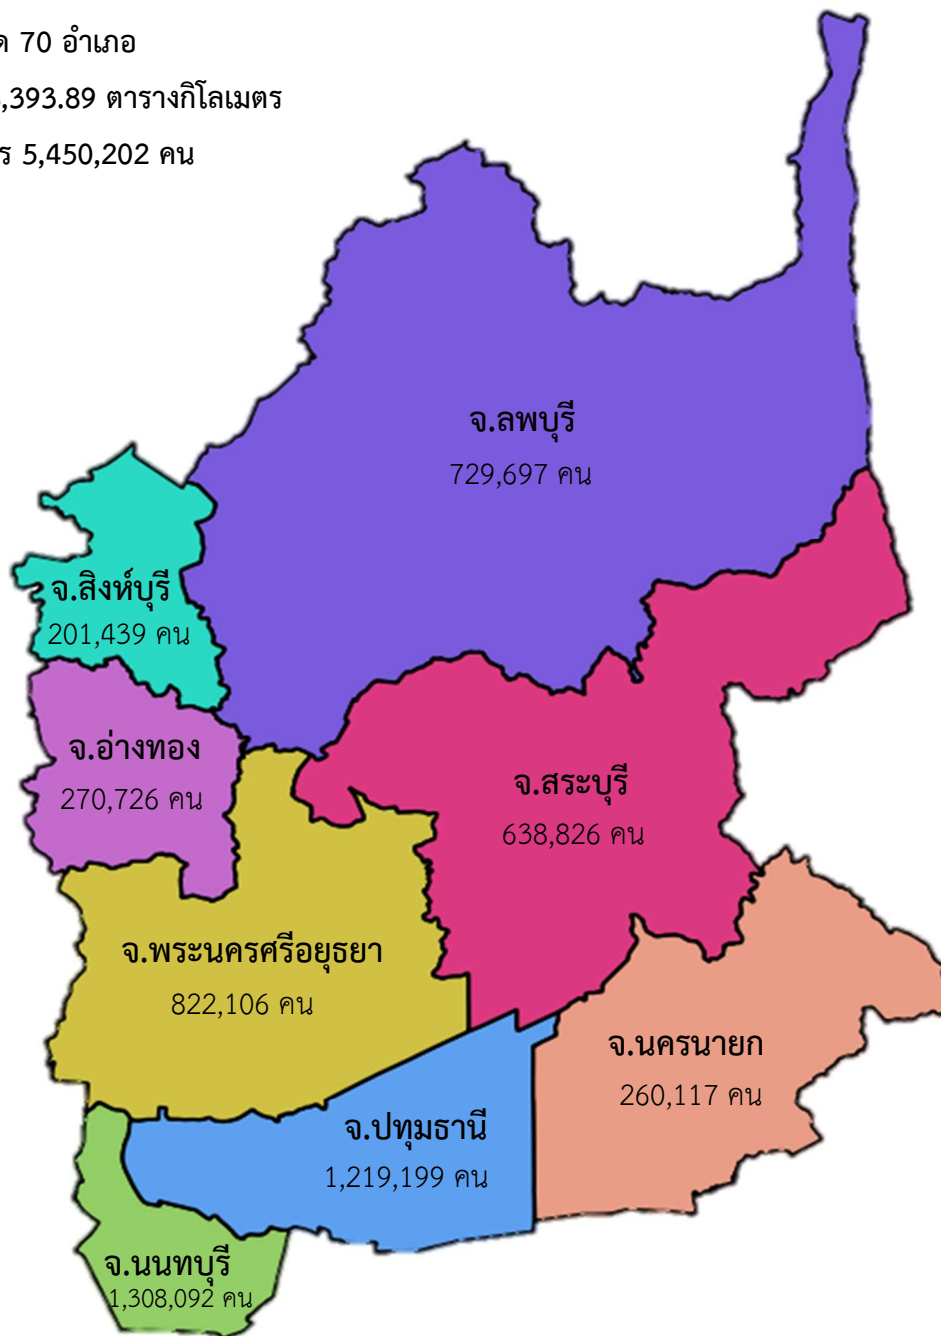 70 อำเภอ
,393.89 ตารางกิโลเมตร
5,450,202 คน
จ.ลพบุรี
729,697 คน
จ.สิงห์บุรี
201,439 คน
จ.อ่างทอง
270,726 คน
จ.สระบุรี
638,826 คน
จ.พระนครศรีอยุธยา
822,106 คน
จ.นครนายก
260,117 คน
จ.ปทุมธานี
1,219,199 คน
จ.นนทบุรี
1,308,092 คน